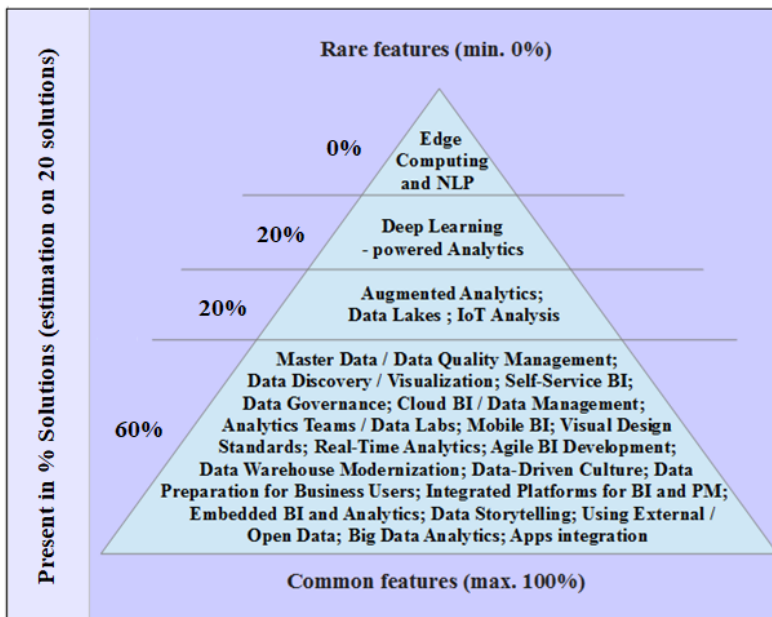 Present in % Solutions (estimation on 20 solutions)
Rare features (min. 0%)
0%
Edge
Computing
and NLP
20%
Deep Learning
- powered Analytics
20%
Augmented Analytics;
Data Lakes ; IoT Analysis
60%
Master Data / Data Quality Management;
Data Discovery / Visualization; Self-Service BI;
Data Governance; Cloud BI / Data Management;
Analytics Teams / Data Labs; Mobile BI; Visual Design
Standards; Real-Time Analytics; Agile BI Development;
Data Warehouse Modernization; Data-Driven Culture; Data
Preparation for Business Users; Integrated Platforms for BI and PM;
Embedded BI and Analytics; Data Storytelling; Using External /
Open Data; Big Data Analytics; Apps integration
Common features (max. 100%)